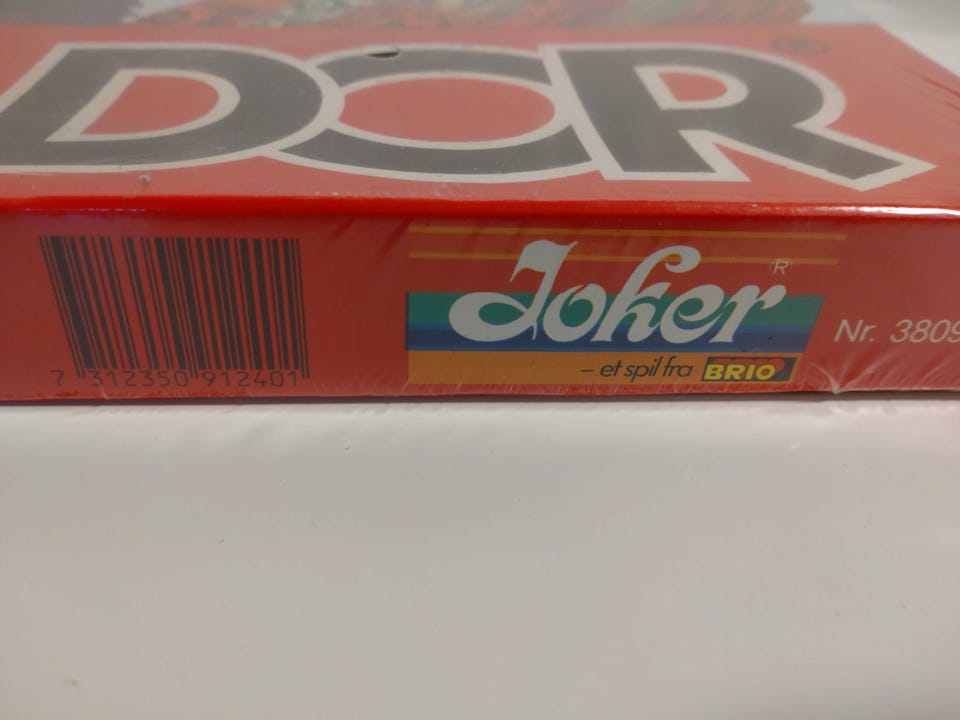 DCR®
Joker®
– et spil fra BRIO
Nr. 3809
7 312350 912401